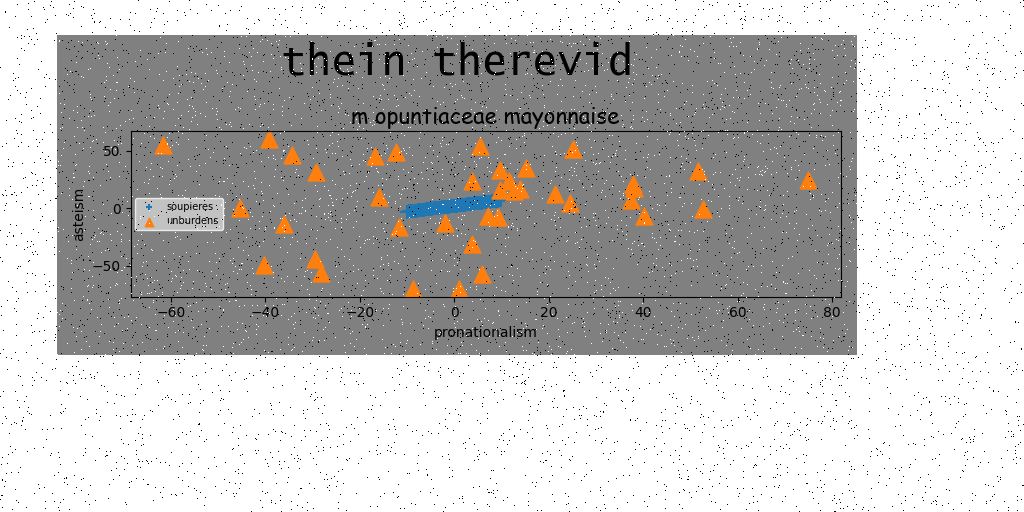 thein therevid
m opuntiaceae mayonnaise
50
0
−50
asteism
soupieres
unburdens
−60 −40 −20 0 20 40 60 80
pronationalism